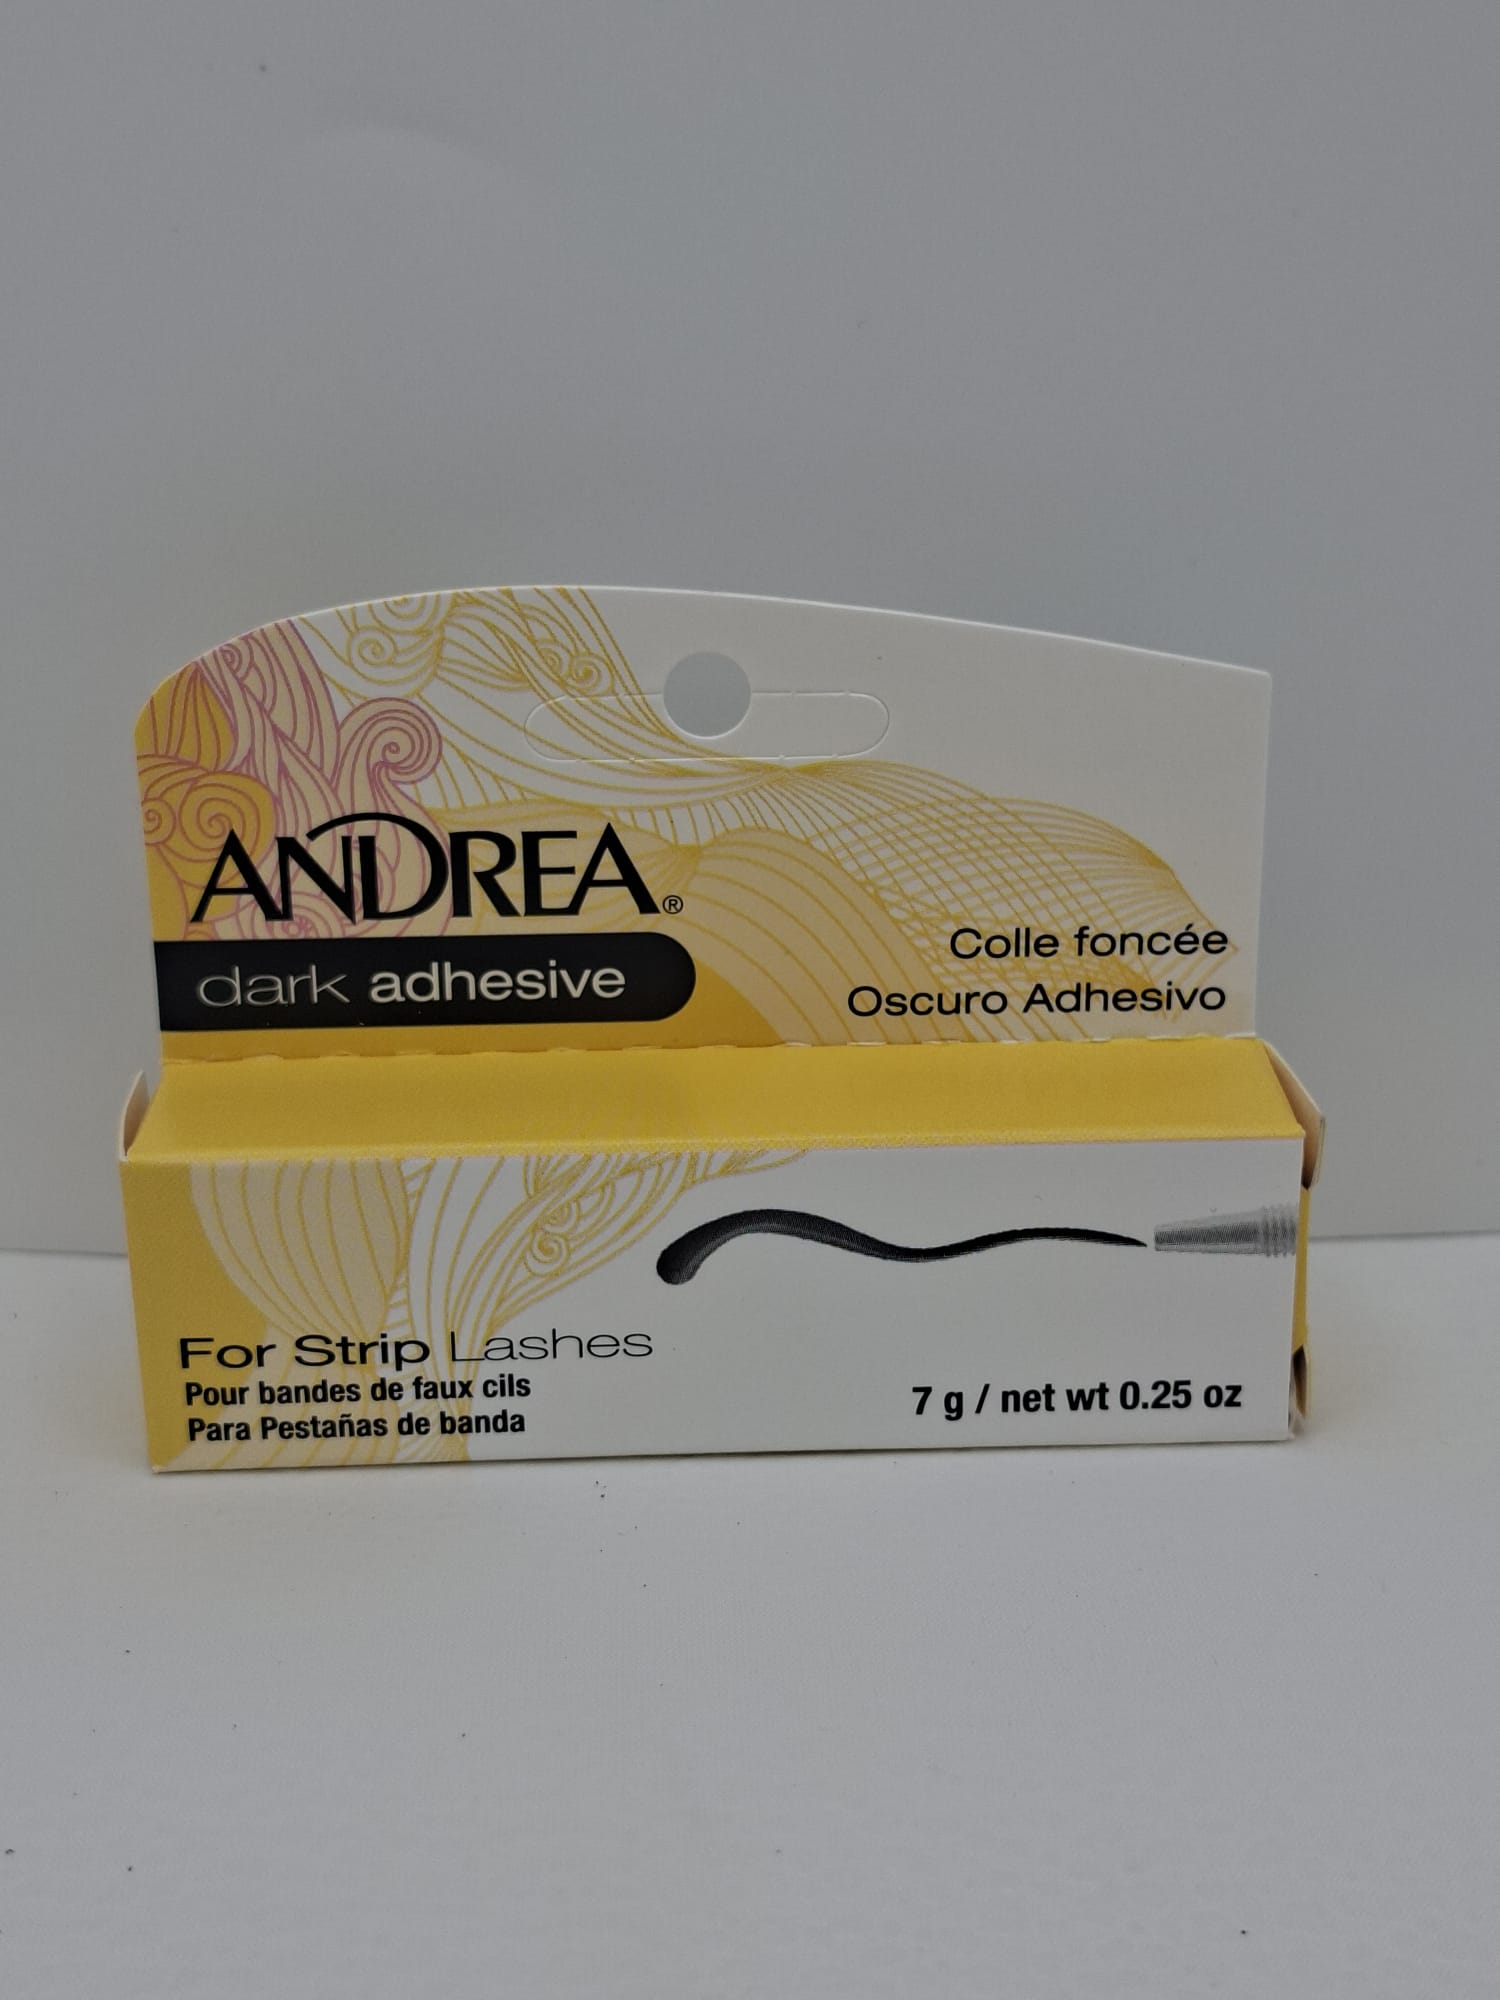 ANDREA®
dark adhesive
Colle foncée
Oscuro Adhesivo
For Strip Lashes
Pour bandes de faux cils
Para Pestañas de banda
7 g / net wt 0.25 oz